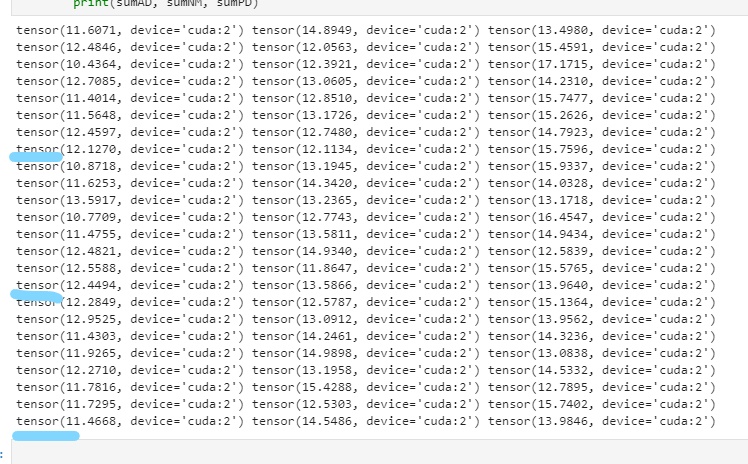 print(sumAD, sumNM, sumPD)
tensor(11.6071, device='cuda:2') tensor(14.8949, device='cuda:2') tensor(13.4980, device='cuda:2')
tensor(12.4846, device='cuda:2') tensor(12.0563, device='cuda:2') tensor(15.4591, device='cuda:2')
tensor(10.4364, device='cuda:2') tensor(12.3921, device='cuda:2') tensor(17.1715, device='cuda:2')
tensor(12.7085, device='cuda:2') tensor(13.0605, device='cuda:2') tensor(14.2310, device='cuda:2')
tensor(11.4014, device='cuda:2') tensor(12.8510, device='cuda:2') tensor(15.7477, device='cuda:2')
tensor(11.5648, device='cuda:2') tensor(13.1726, device='cuda:2') tensor(15.2626, device='cuda:2')
tensor(12.4597, device='cuda:2') tensor(12.7480, device='cuda:2') tensor(14.7923, device='cuda:2')
tensor(12.1270, device='cuda:2') tensor(12.1134, device='cuda:2') tensor(15.7596, device='cuda:2')
tensor(10.8718, device='cuda:2') tensor(13.1945, device='cuda:2') tensor(15.9337, device='cuda:2')
tensor(11.6253, device='cuda:2') tensor(14.3420, device='cuda:2') tensor(14.0328, device='cuda:2')
tensor(13.5917, device='cuda:2') tensor(13.2365, device='cuda:2') tensor(13.1718, device='cuda:2')
tensor(10.7709, device='cuda:2') tensor(12.7743, device='cuda:2') tensor(16.4547, device='cuda:2')
tensor(11.4755, device='cuda:2') tensor(13.5811, device='cuda:2') tensor(14.9434, device='cuda:2')
tensor(12.4821, device='cuda:2') tensor(14.9340, device='cuda:2') tensor(12.5839, device='cuda:2')
tensor(12.5588, device='cuda:2') tensor(11.8647, device='cuda:2') tensor(15.5765, device='cuda:2')
tensor(12.4494, device='cuda:2') tensor(13.5866, device='cuda:2') tensor(13.9640, device='cuda:2')
tensor(12.2849, device='cuda:2') tensor(12.5787, device='cuda:2') tensor(15.1364, device='cuda:2')
tensor(12.9525, device='cuda:2') tensor(13.0912, device='cuda:2') tensor(13.9562, device='cuda:2')
tensor(11.4303, device='cuda:2') tensor(14.2461, device='cuda:2') tensor(14.3236, device='cuda:2')
tensor(11.9265, device='cuda:2') tensor(14.9898, device='cuda:2') tensor(13.0838, device='cuda:2')
tensor(12.2710, device='cuda:2') tensor(13.1958, device='cuda:2') tensor(14.5332, device='cuda:2')
tensor(11.7816, device='cuda:2') tensor(15.4288, device='cuda:2') tensor(12.7895, device='cuda:2')
tensor(11.7295, device='cuda:2') tensor(12.5303, device='cuda:2') tensor(15.7402, device='cuda:2')
tensor(11.4668, device='cuda:2') tensor(14.5486, device='cuda:2') tensor(13.9846, device='cuda:2')
: